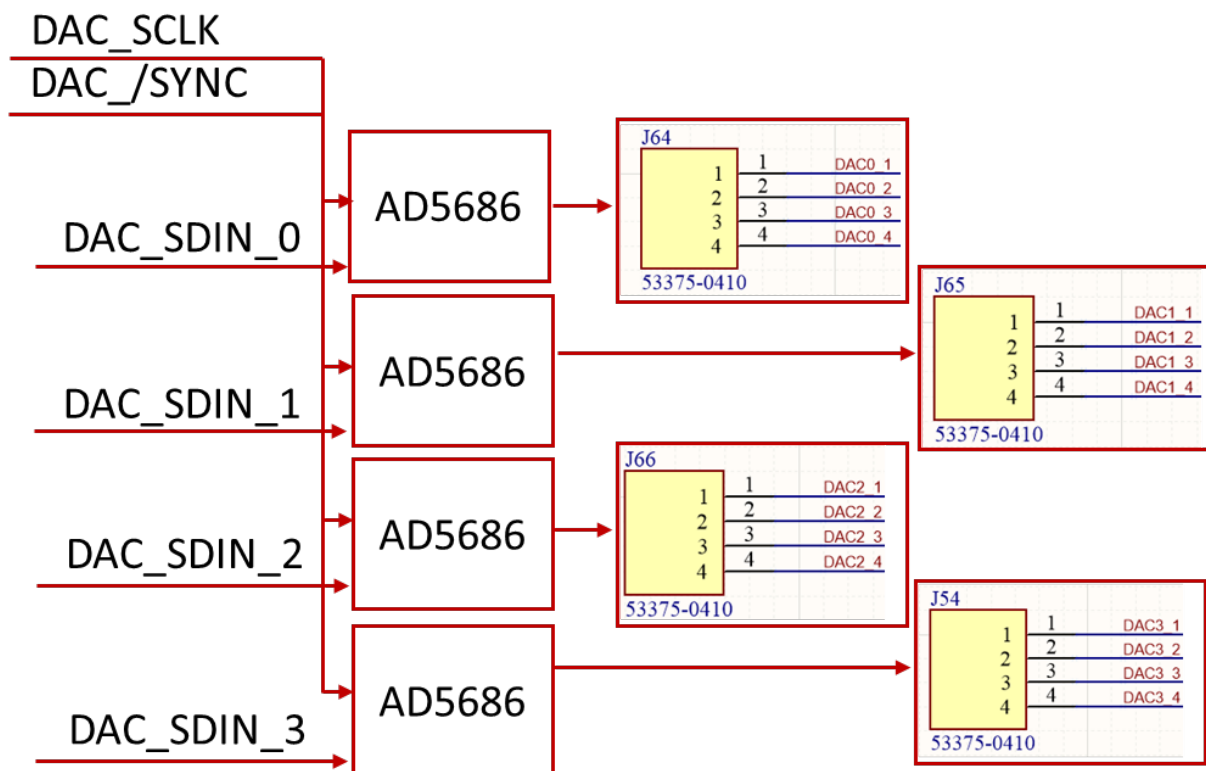 DAC_SCLK
DAC_/SYNC
DAC_SDIN_0
AD5686
J64
1 1 DAC0_1
2 2 DAC0_2
3 3 DAC0_3
4 4 DAC0_4
53375-0410
DAC_SDIN_1
AD5686
J65
1 1 DAC1_1
2 2 DAC1_2
3 3 DAC1_3
4 4 DAC1_4
53375-0410
DAC_SDIN_2
AD5686
J66
1 1 DAC2_1
2 2 DAC2_2
3 3 DAC2_3
4 4 DAC2_4
53375-0410
DAC_SDIN_3
AD5686
J54
1 1 DAC3_1
2 2 DAC3_2
3 3 DAC3_3
4 4 DAC3_4
53375-0410